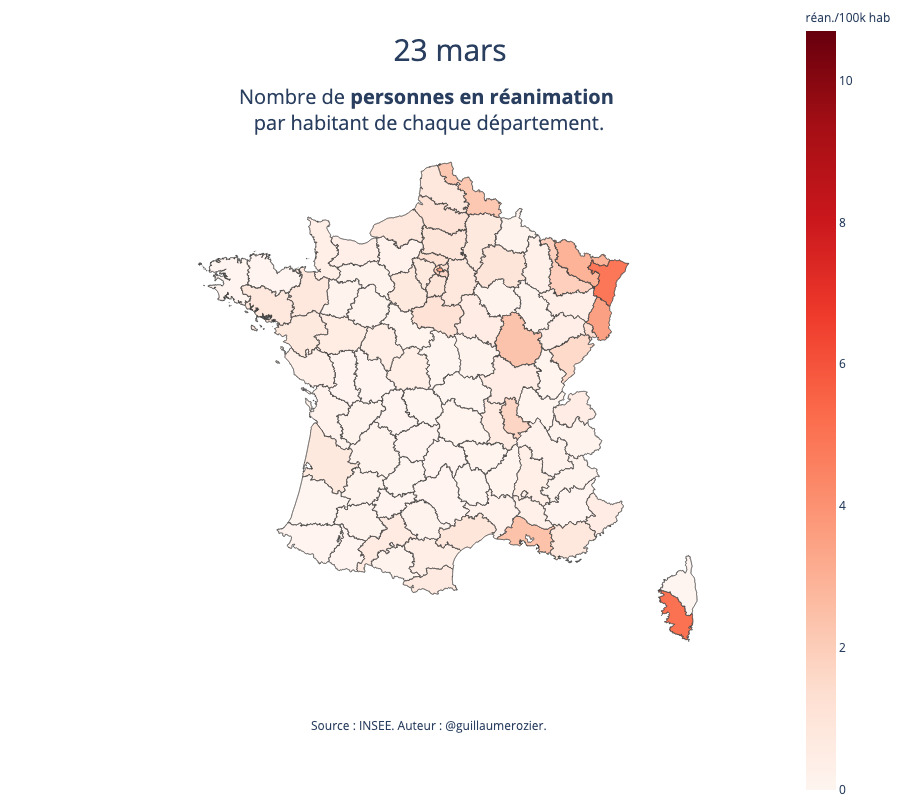 réan./100k hab
23 mars
Nombre de personnes en réanimation
par habitant de chaque département.
10
8
6
4
2
0
Source : INSEE. Auteur : @guillaumerozier.